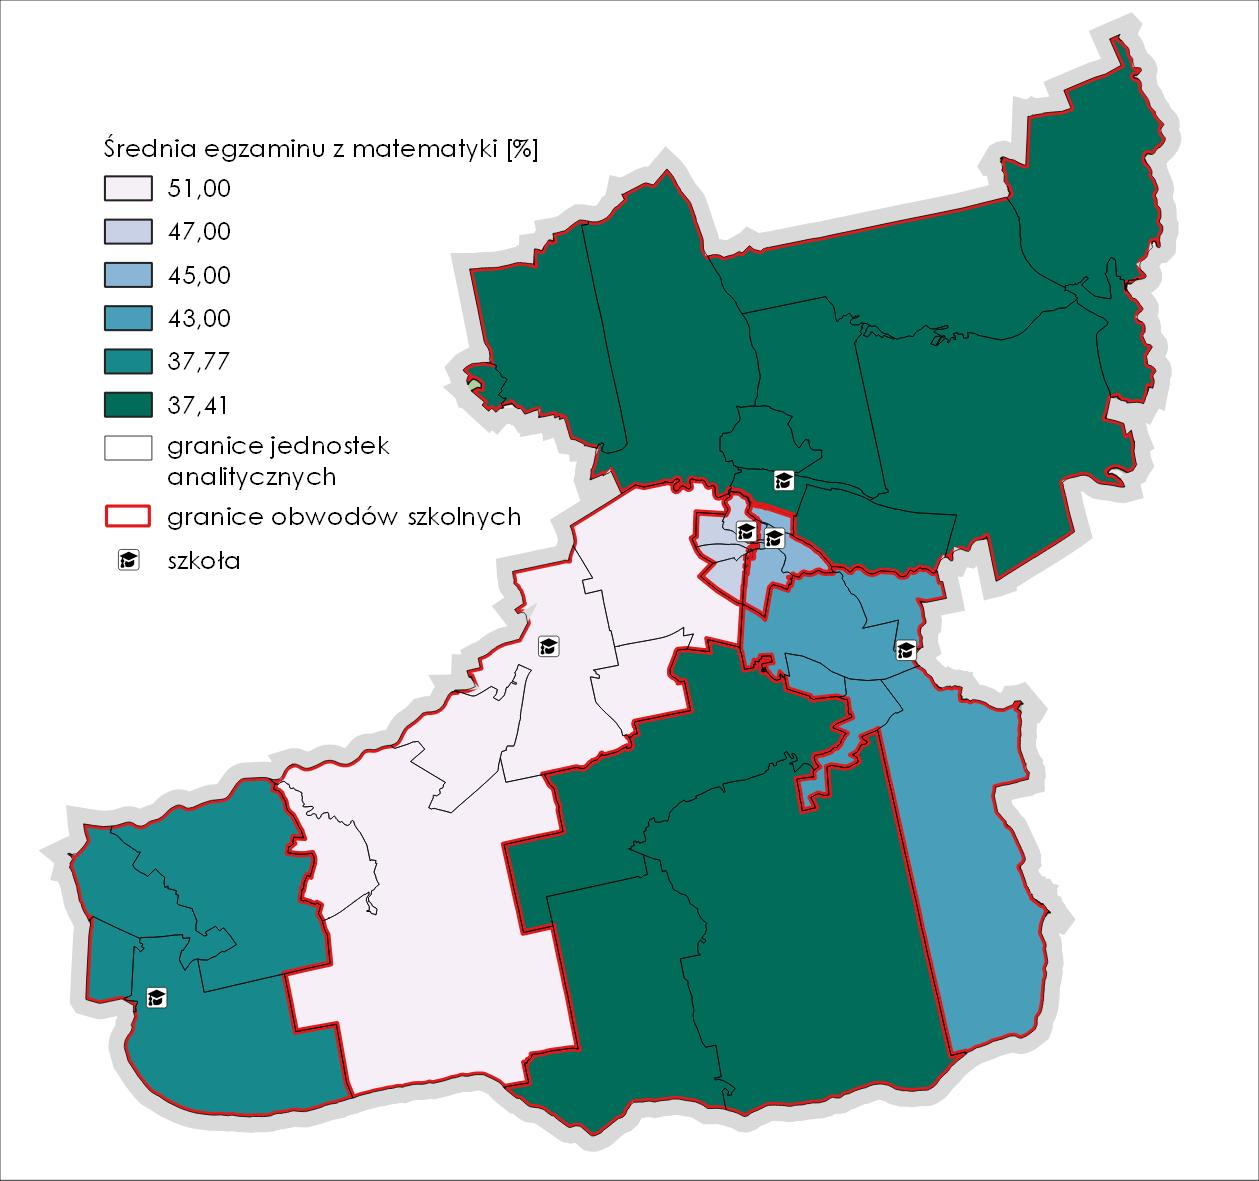 Średnia egzaminu z matematyki [%]
51,00
47,00
45,00
43,00
37,77
37,41
granice jednostek
analitycznych
granice obwodów szkolnych
szkoła